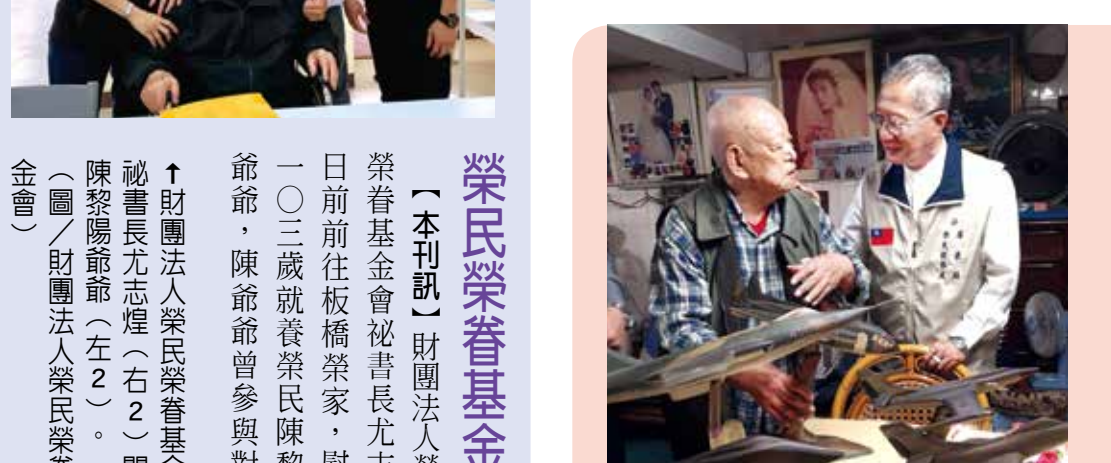 榮民榮眷基金
【本刊訊】財團法人榮
榮眷基金會祕書長尤志
日前前往板橋榮家，慰
一〇三歲就養榮民陳黎
爺爺，陳爺爺曾參與對
↑財團法人榮民榮眷基金
祕書長尤志煌（右2）
陳黎陽爺爺（左2）。
（圖／財團法人榮民榮眷
金會）